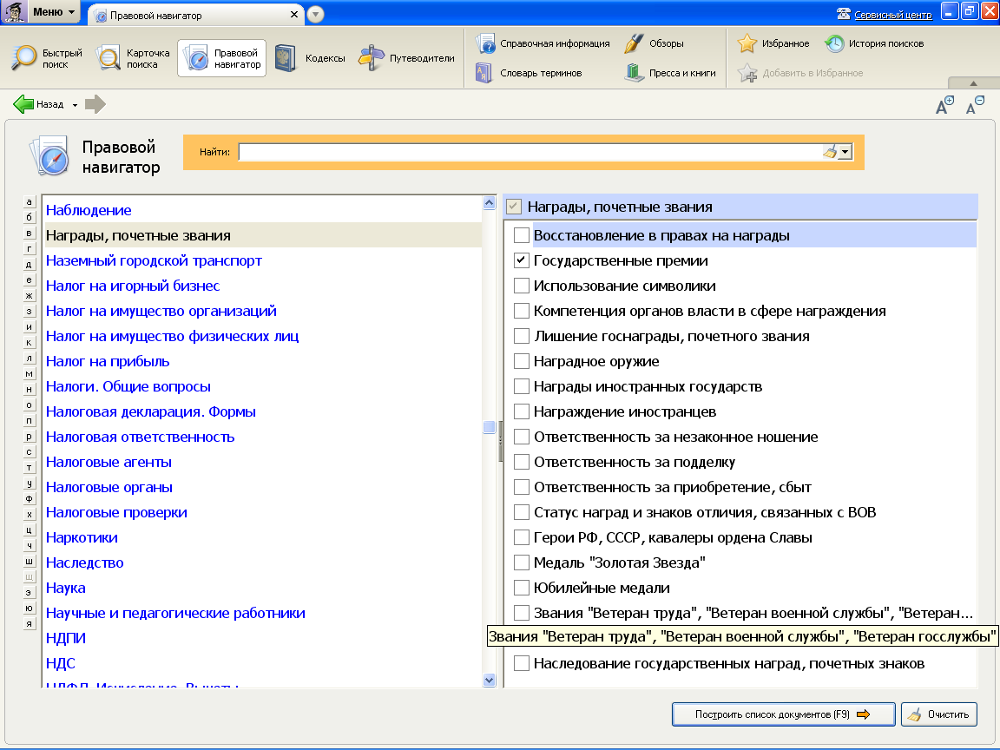 Меню
Правовой навигатор
Сервисный центр
Быстрый
поиск
Карточка
поиска
Правовой
навигатор
Кодексы
Путеводители
Справочная информация
Словарь терминов
Обзоры
Пресса и книги
Избранное
История поисков
Добавить в Избранное
Назад
Правовой
навигатор
Найти:
а
б
в
г
д
е
ж
з
и
к
л
м
н
о
п
р
с
т
у
ф
х
ц
ч
ш
щ
э
ю
я
Наблюдение
Награды, почетные звания
Наземный городской транспорт
Налог на игорный бизнес
Налог на имущество организаций
Налог на имущество физических лиц
Налог на прибыль
Налоги. Общие вопросы
Налоговая декларация. Формы
Налоговая ответственность
Налоговые агенты
Налоговые органы
Налоговые проверки
Наркотики
Наследство
Наука
Научные и педагогические работники
НДПИ
НДС
НДФЛ. Исчисление. Вычеты
Награды, почетные звания
Восстановление в правах на награды
Государственные премии
Использование символики
Компетенция органов власти в сфере награждения
Лишение госнаграды, почетного звания
Наградное оружие
Награды иностранных государств
Награждение иностранцев
Ответственность за незаконное ношение
Ответственность за подделку
Ответственность за приобретение, сбыт
Статус наград и знаков отличия, связанных с ВОВ
Герои РФ, СССР, кавалеры ордена Славы
Медаль "Золотая Звезда"
Юбилейные медали
Звания "Ветеран труда", "Ветеран военной службы", "Ветеран...
Звания "Ветеран труда", "Ветеран военной службы", "Ветеран госслужбы"
Наследование государственных наград, почетных знаков
Построить список документов (F9)
Очистить